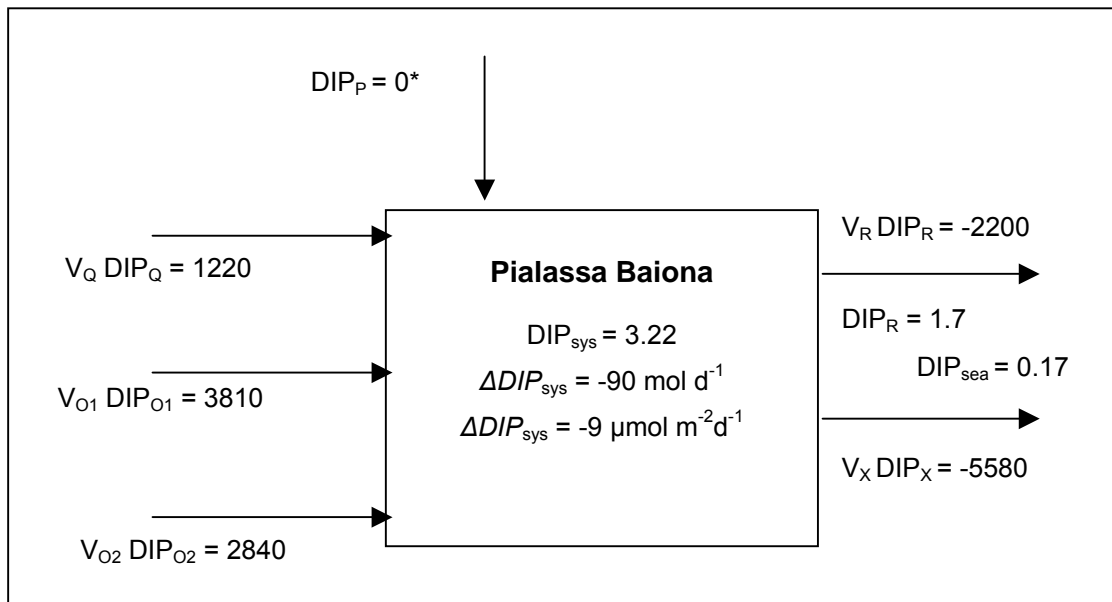 DIPₚ = 0*
V_Q DIP_Q = 1220
V_O1 DIP_O1 = 3810
V_O2 DIP_O2 = 2840
Pialassa Baiona
DIP_sys = 3.22
ΔDIP_sys = -90 mol d⁻¹
ΔDIP_sys = -9 µmol m⁻²d⁻¹
V_R DIP_R = -2200
DIP_R = 1.7
DIP_sea = 0.17
V_X DIP_X = -5580